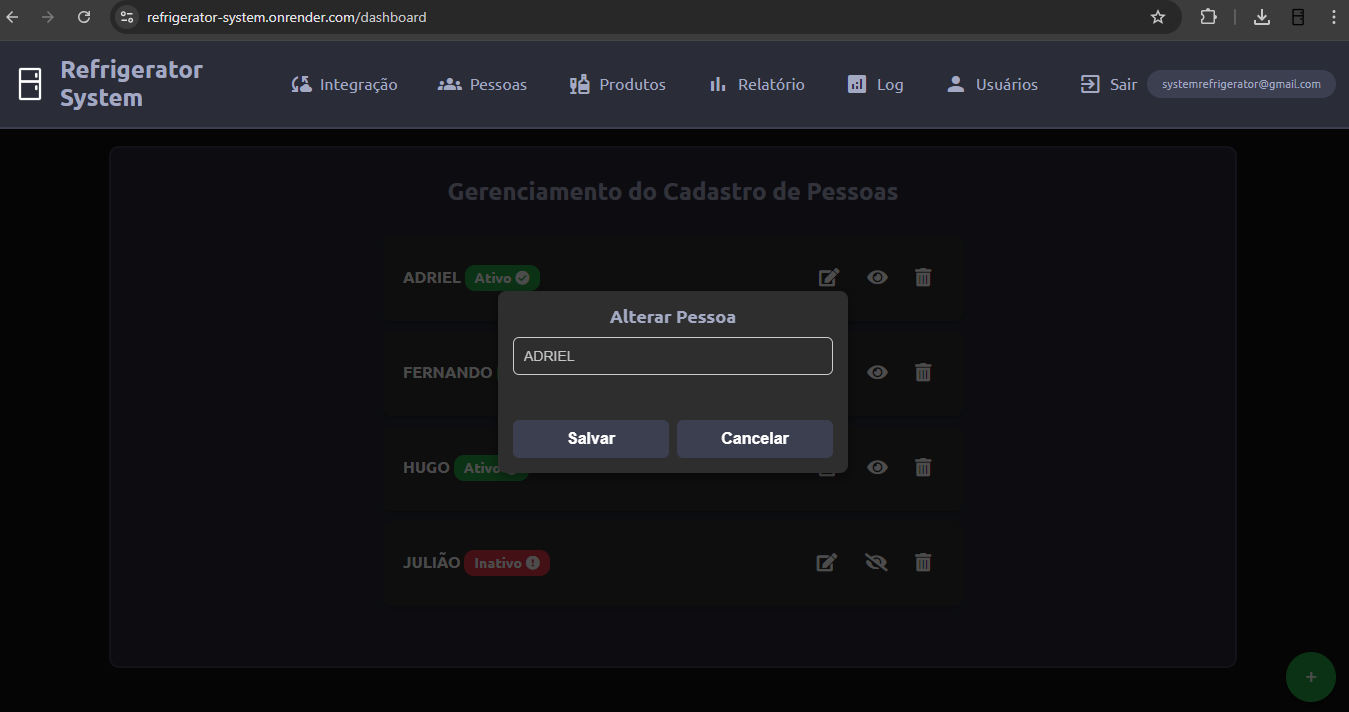 refrigerator-system.onrender.com/dashboard
Refrigerator
System
Integração
Pessoas
Produtos
Relatório
Log
Usuários
Sair
systemrefrigerator@gmail.com
Gerenciamento do Cadastro de Pessoas
ADRIEL Ativo
Alterar Pessoa
ADRIEL
FERNANDO
Salvar
Cancelar
HUGO Ativo
JULIÃO Inativo
+